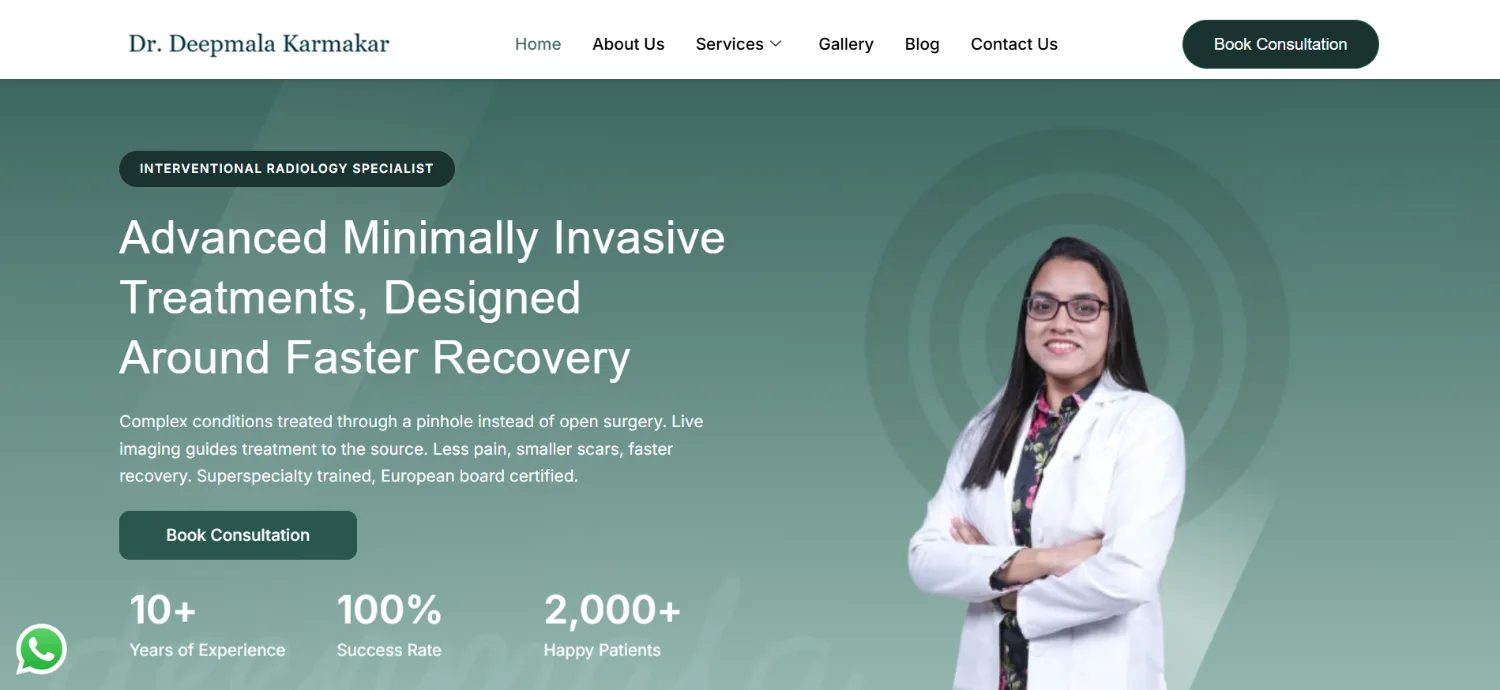 Dr. Deepmala Karmakar
Home
About Us
Services
Gallery
Blog
Contact Us
Book Consultation
INTERVENTIONAL RADIOLOGY SPECIALIST
Advanced Minimally Invasive
Treatments, Designed
Around Faster Recovery
Complex conditions treated through a pinhole instead of open surgery. Live
imaging guides treatment to the source. Less pain, smaller scars, faster
recovery. Superspecialty trained, European board certified.
Book Consultation
10+
Years of Experience
100%
Success Rate
2,000+
Happy Patients